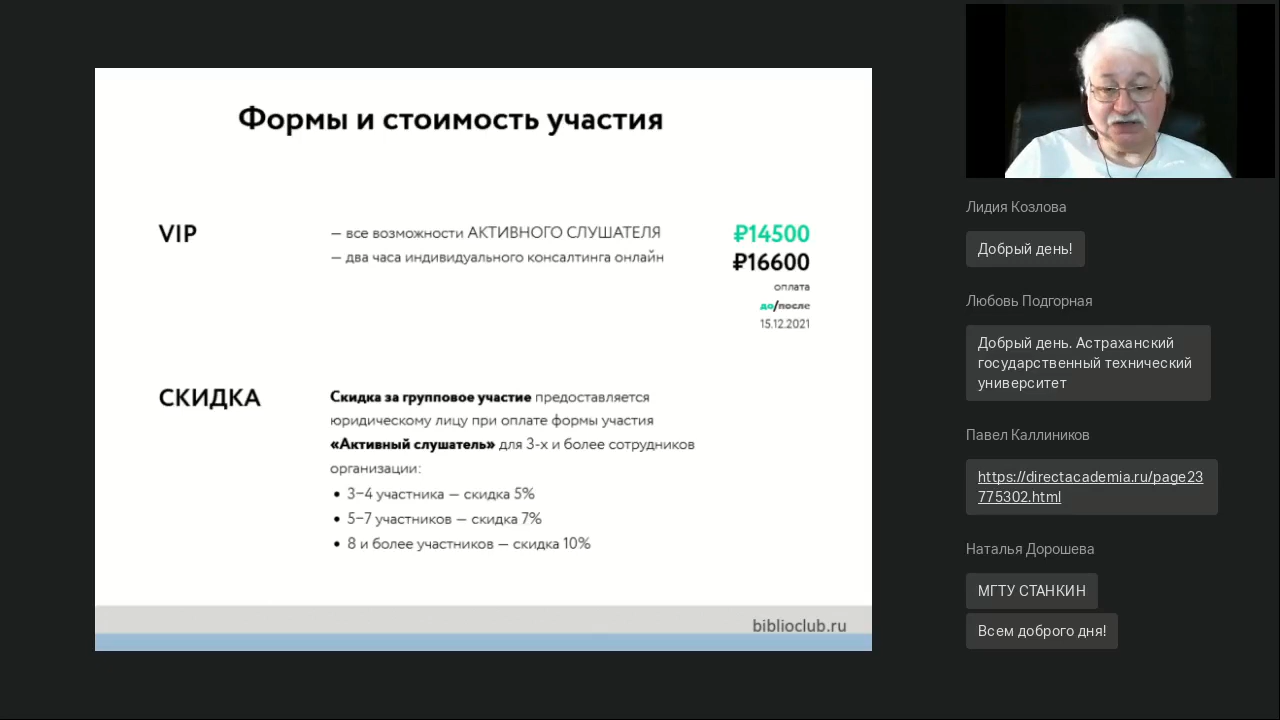 Формы и стоимость участия
VIP
— все возможности АКТИВНОГО СЛУШАТЕЛЯ
— два часа индивидуального консалтинга онлайн
₽14500
₽16600
оплата
до/после
15.12.2021
СКИДКА
Скидка за групповое участие предоставляется
юридическому лицу при оплате формы участия
«Активный слушатель» для 3-х и более сотрудников
организации:
• 3–4 участника — скидка 5%
• 5–7 участников — скидка 7%
• 8 и более участников — скидка 10%
biblioclub.ru
Лидия Козлова
Добрый день!
Любовь Подгорная
Добрый день. Астраханский
государственный технический
университет
Павел Каллиников
https://directacademia.ru/page23
775302.html
Наталья Дорошева
МГТУ СТАНКИН
Всем доброго дня!